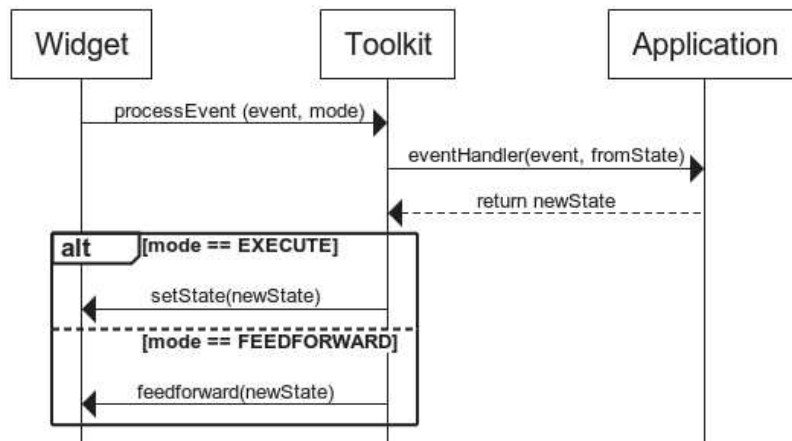 Widget
Toolkit
Application
processEvent (event, mode)
eventHandler(event, fromState)
return newState
alt
[mode == EXECUTE]
setState(newState)
[mode == FEEDFORWARD]
feedforward(newState)